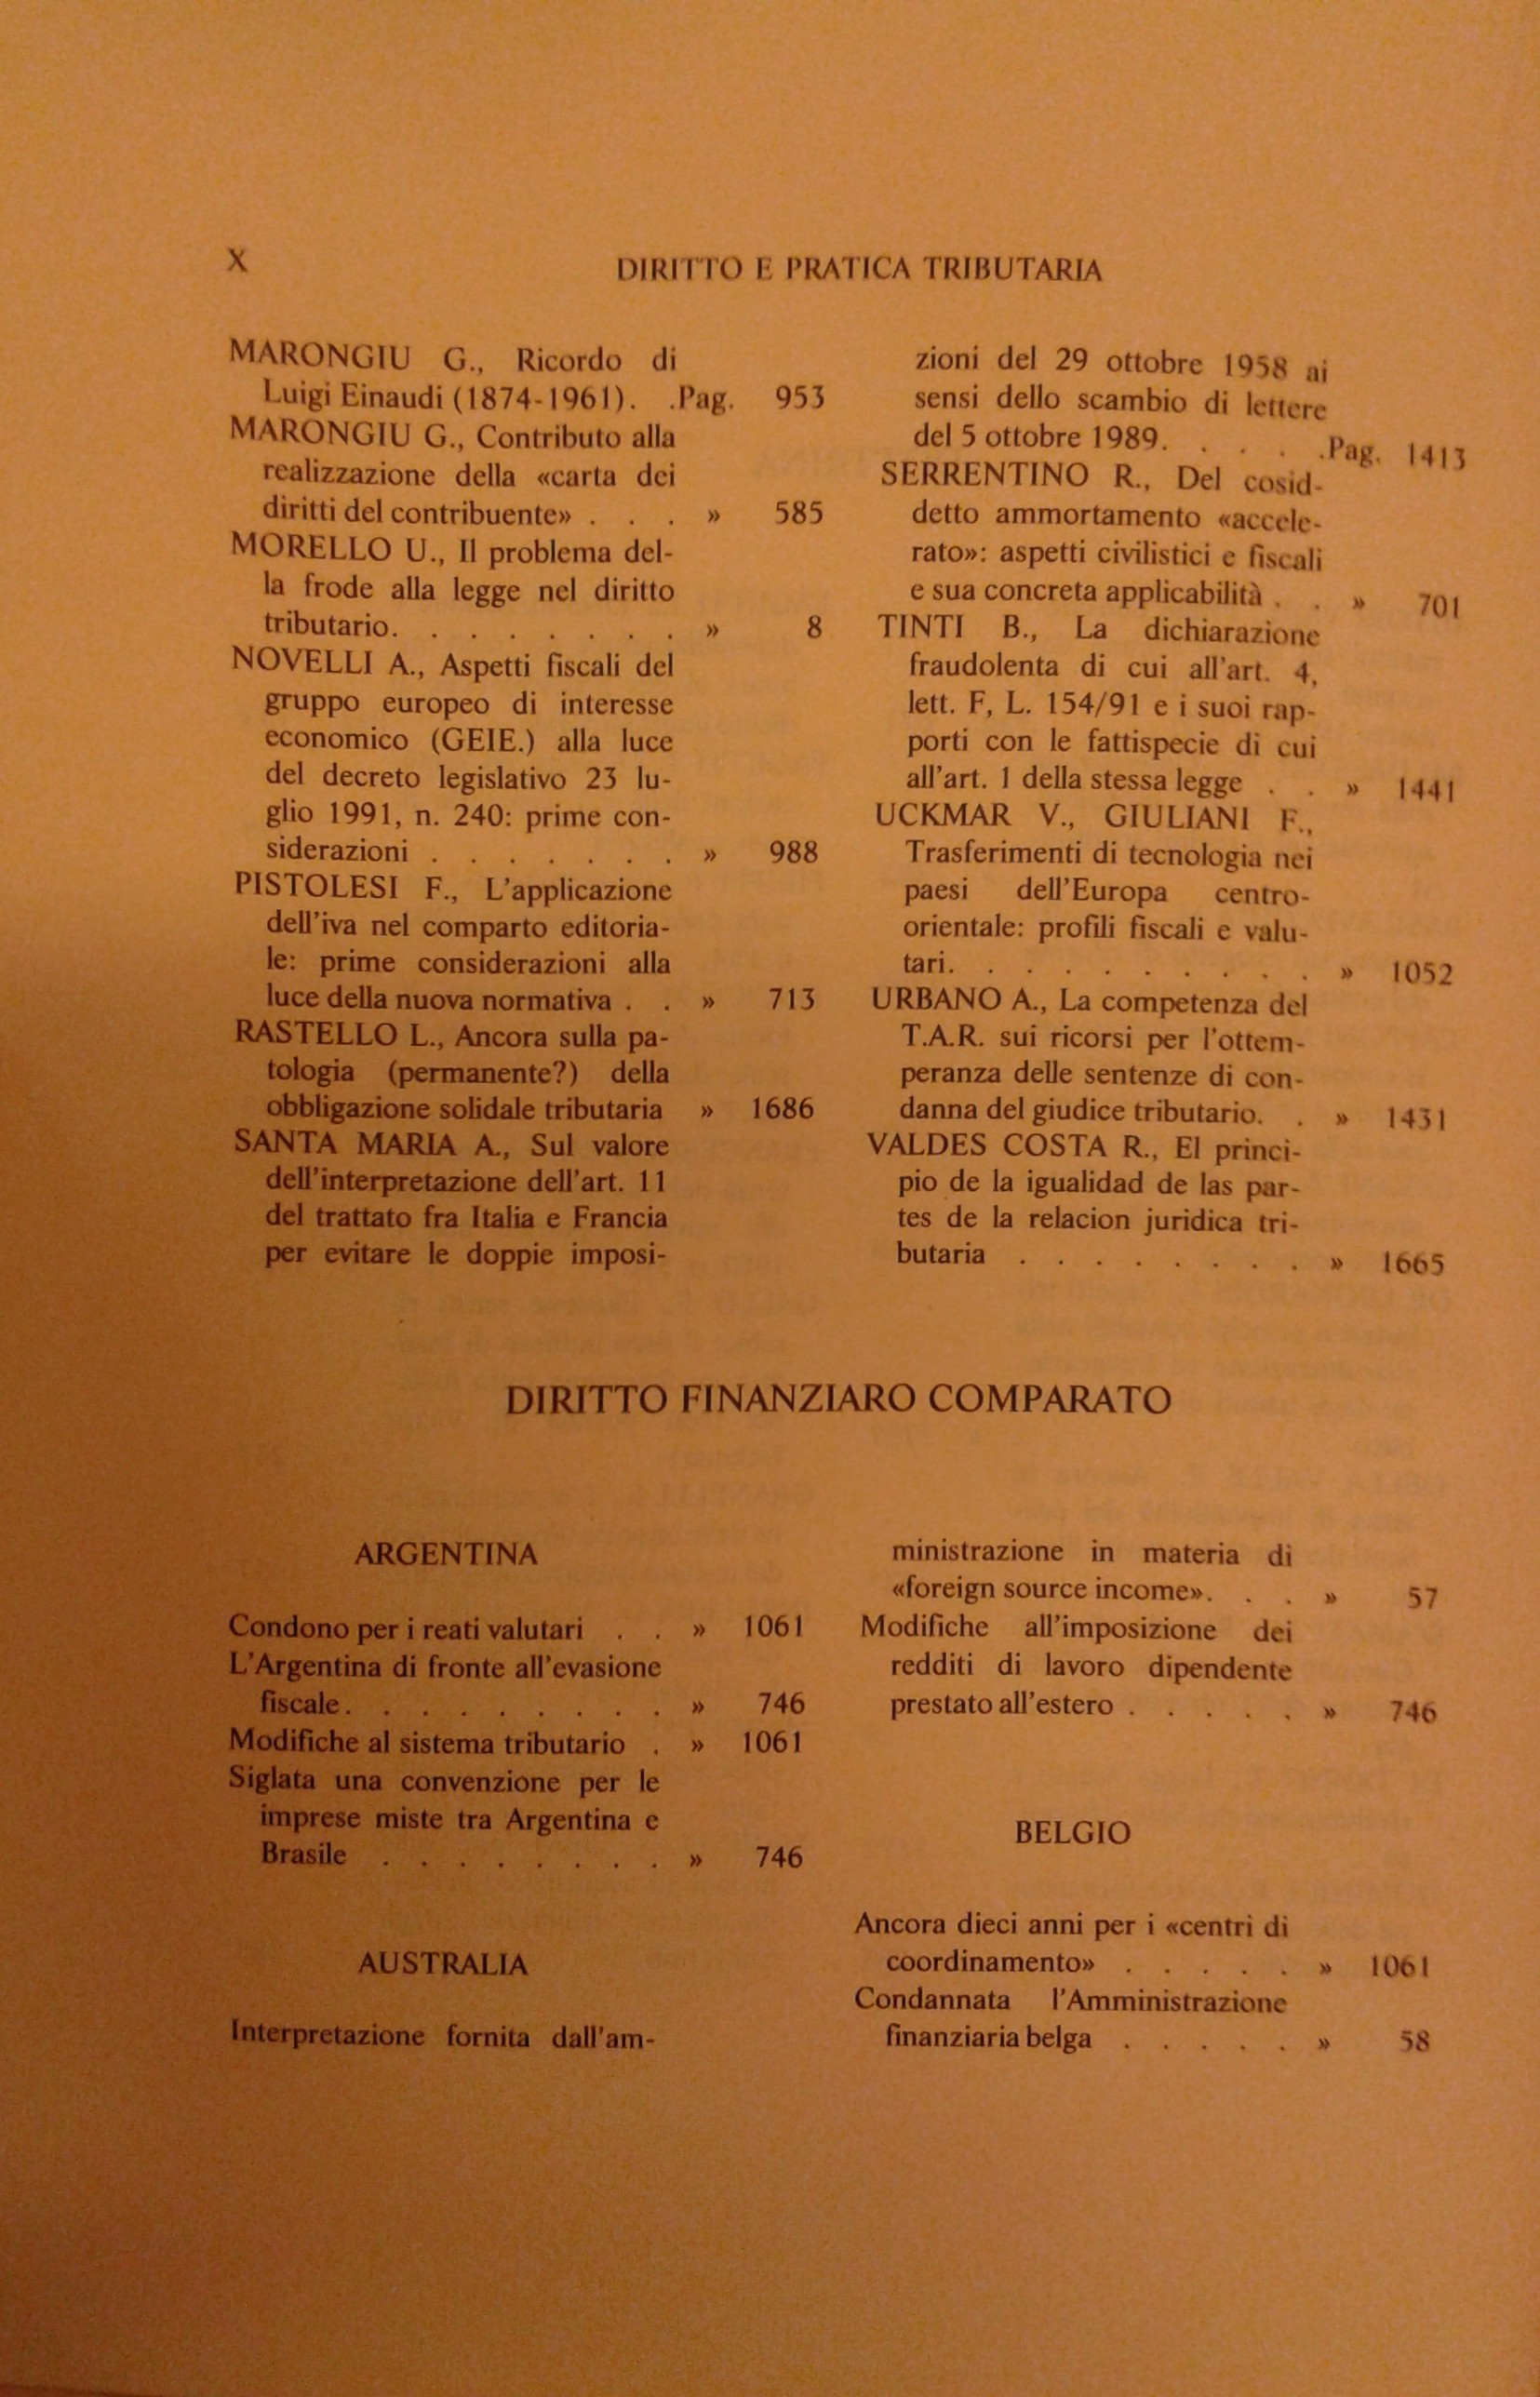 X
DIRITTO E PRATICA TRIBUTARIA
MARONGIU G., Ricordo di
Luigi Einaudi (1874-1961). .Pag. 953
MARONGIU G., Contributo alla
realizzazione della «carta dei
diritti del contribuente» . . . » 585
MORELLO U., Il problema del-
la frode alla legge nel diritto
tributario. . . . . . . . » 8
NOVELLI A., Aspetti fiscali del
gruppo europeo di interesse
economico (GEIE.) alla luce
del decreto legislativo 23 lu-
glio 1991, n. 240: prime con-
siderazioni . . . . . . . » 988
PISTOLESI F., L'applicazione
dell'iva nel comparto editoria-
le: prime considerazioni alla
luce della nuova normativa . . » 713
RASTELLO L., Ancora sulla pa-
tologia (permanente?) della
obbligazione solidale tributaria » 1686
SANTA MARIA A., Sul valore
dell'interpretazione dell'art. 11
del trattato fra Italia e Francia
per evitare le doppie imposi-
zioni del 29 ottobre 1958 ai
sensi dello scambio di lettere
del 5 ottobre 1989. . . . .Pag. 1413
SERRENTINO R., Del cosid-
detto ammortamento «accele-
rato»: aspetti civilistici e fiscali
e sua concreta applicabilità . . » 701
TINTI B., La dichiarazione
fraudolenta di cui all'art. 4,
lett. F, L. 154/91 e i suoi rap-
porti con le fattispecie di cui
all'art. 1 della stessa legge . . » 1441
UCKMAR V., GIULIANI F.,
Trasferimenti di tecnologia nei
paesi dell'Europa centro-
orientale: profili fiscali e valu-
tari. . . . . . . . . . » 1052
URBANO A., La competenza del
T.A.R. sui ricorsi per l'ottem-
peranza delle sentenze di con-
danna del giudice tributario. . » 1431
VALDES COSTA R., El princi-
pio de la igualidad de las par-
tes de la relacion juridica tri-
butaria . . . . . . . . » 1665
DIRITTO FINANZIARO COMPARATO
ARGENTINA
Condono per i reati valutari . . » 1061
L'Argentina di fronte all'evasione
fiscale. . . . . . . . . » 746
Modifiche al sistema tributario . » 1061
Siglata una convenzione per le
imprese miste tra Argentina e
Brasile . . . . . . . . » 746
AUSTRALIA
Interpretazione fornita dall'am-
ministrazione in materia di
«foreign source income». . . » 57
Modifiche all'imposizione dei
redditi di lavoro dipendente
prestato all'estero . . . . . » 746
BELGIO
Ancora dieci anni per i «centri di
coordinamento» . . . . . » 1061
Condannata l'Amministrazione
finanziaria belga . . . . . » 58